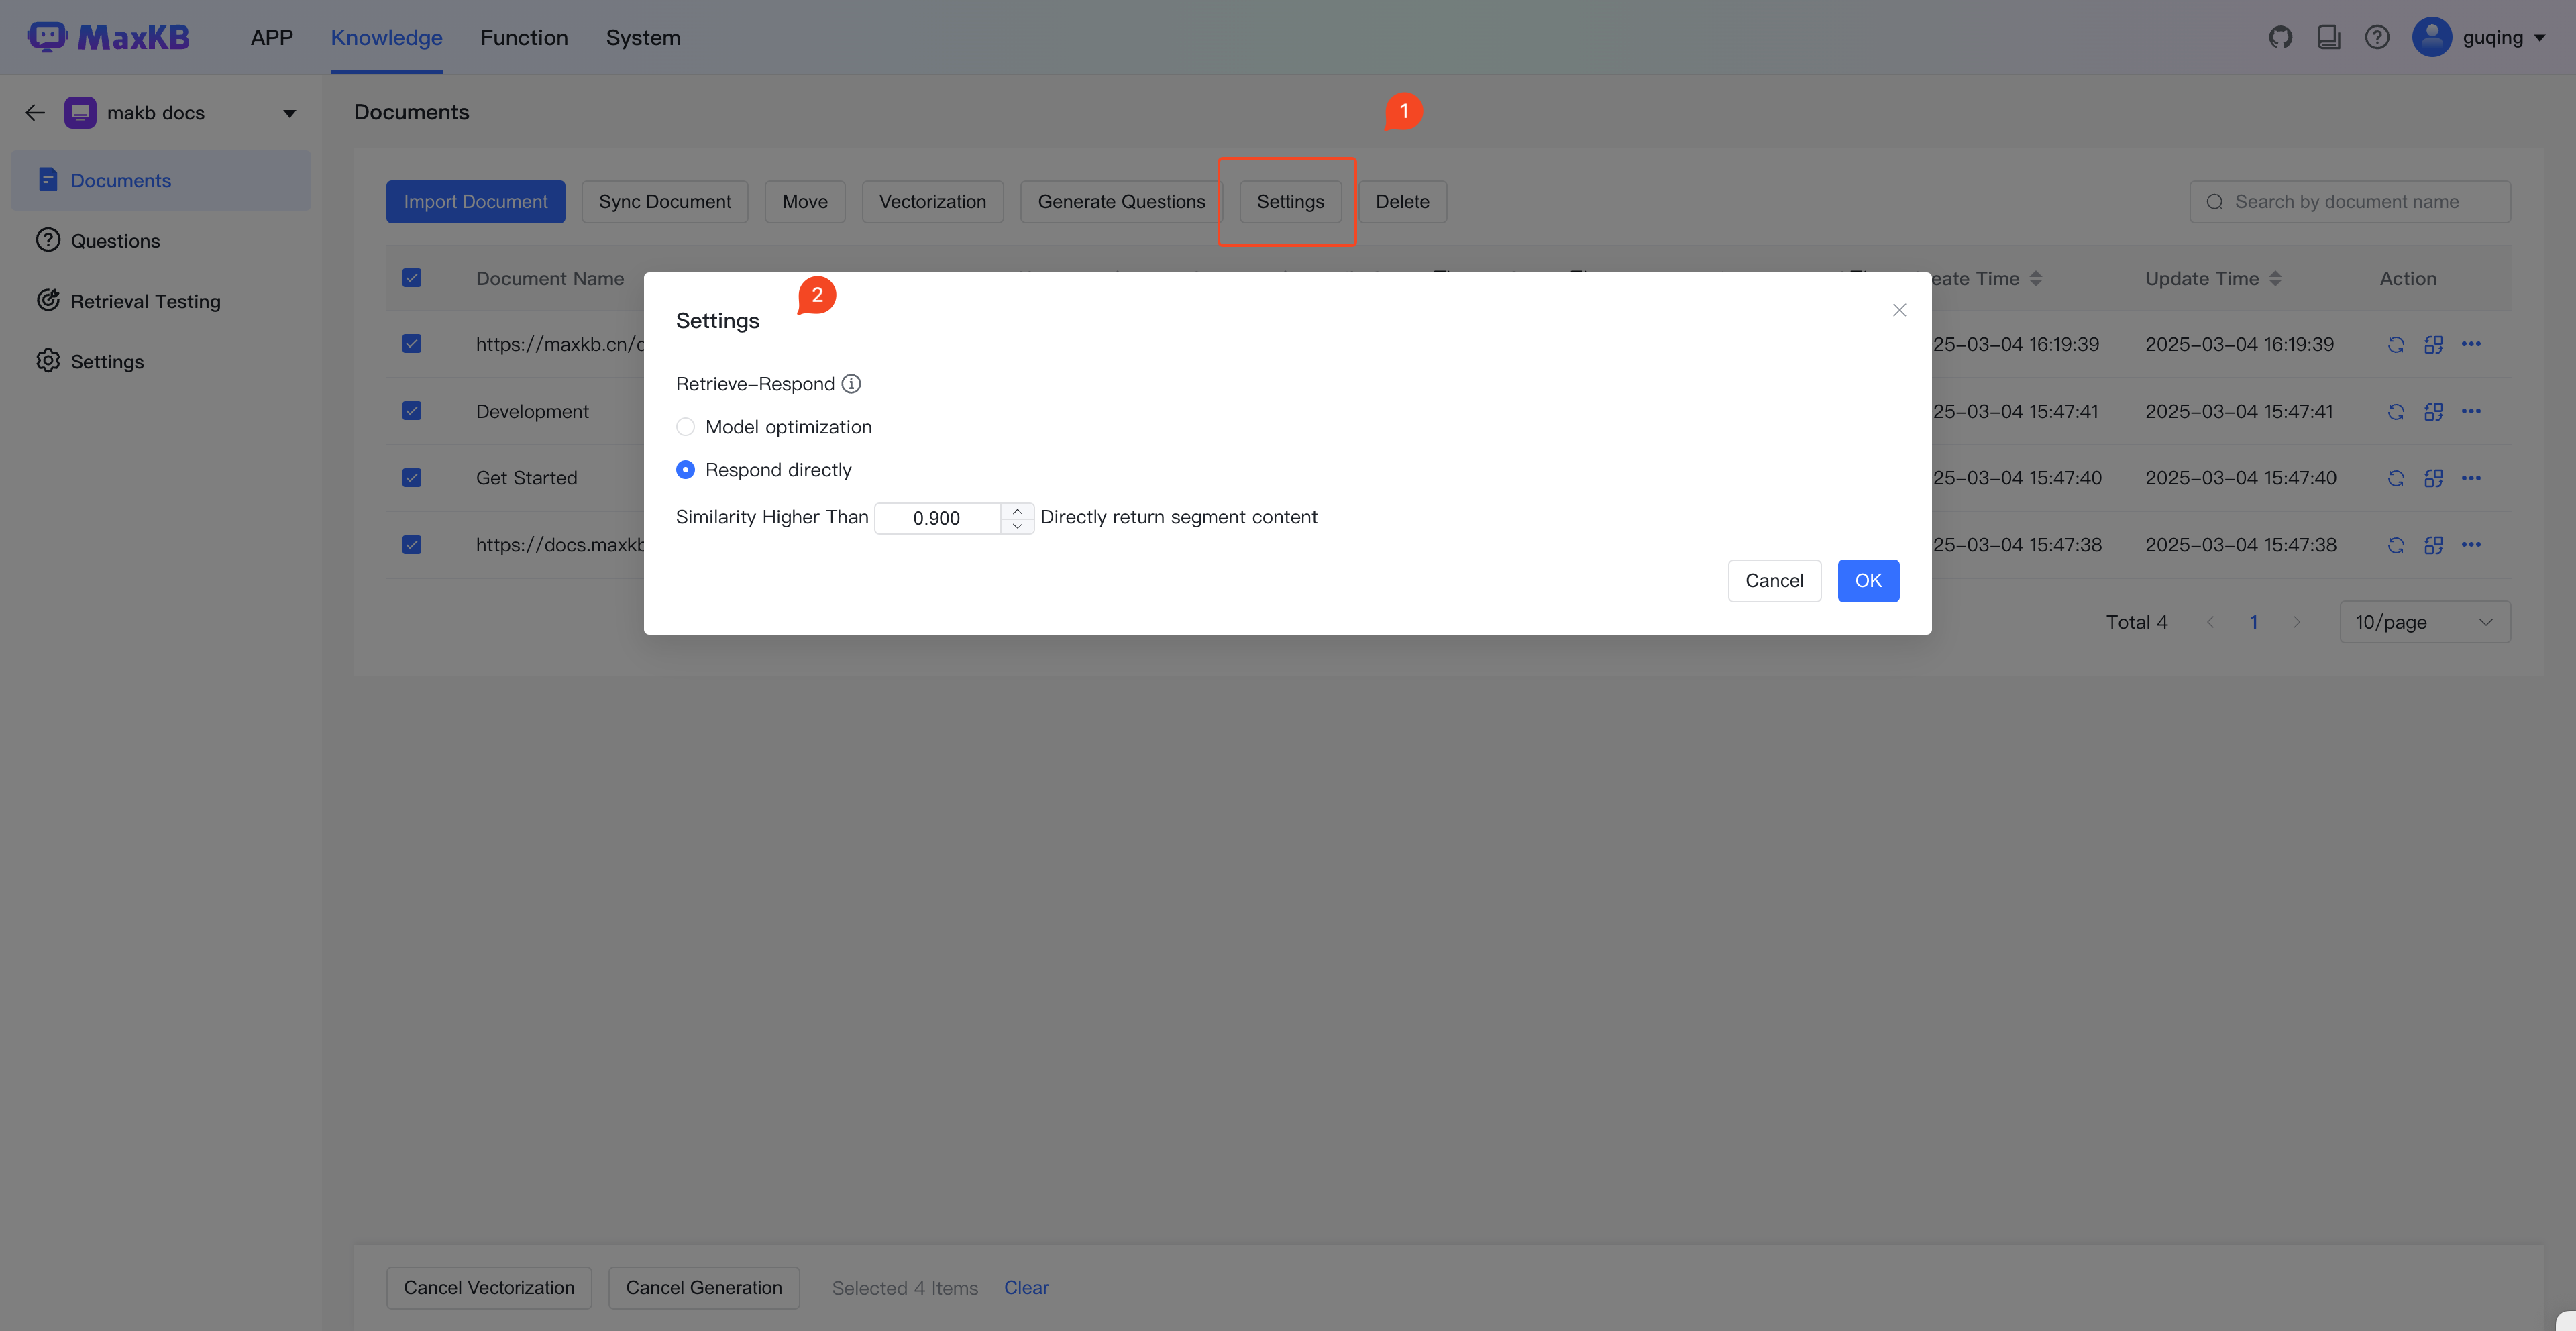 MaxKB APP Knowledge Function System guqing
makb docs
Documents
Questions
Retrieval Testing
Settings
Documents
1
Import Document Sync Document Move Vectorization Generate Questions Settings Delete Search by document name
Document Name Update Time Action
https://maxkb.cn/ 25-03-04 16:19:39 2025-03-04 16:19:39
Development 25-03-04 15:47:41 2025-03-04 15:47:41
Get Started 25-03-04 15:47:40 2025-03-04 15:47:40
https://docs.maxkb 25-03-04 15:47:38 2025-03-04 15:47:38
2
Settings
Retrieve-Respond
Model optimization
Respond directly
Similarity Higher Than 0.900 Directly return segment content
Cancel OK
Total 4 1 10/page
Cancel Vectorization Cancel Generation Selected 4 Items Clear